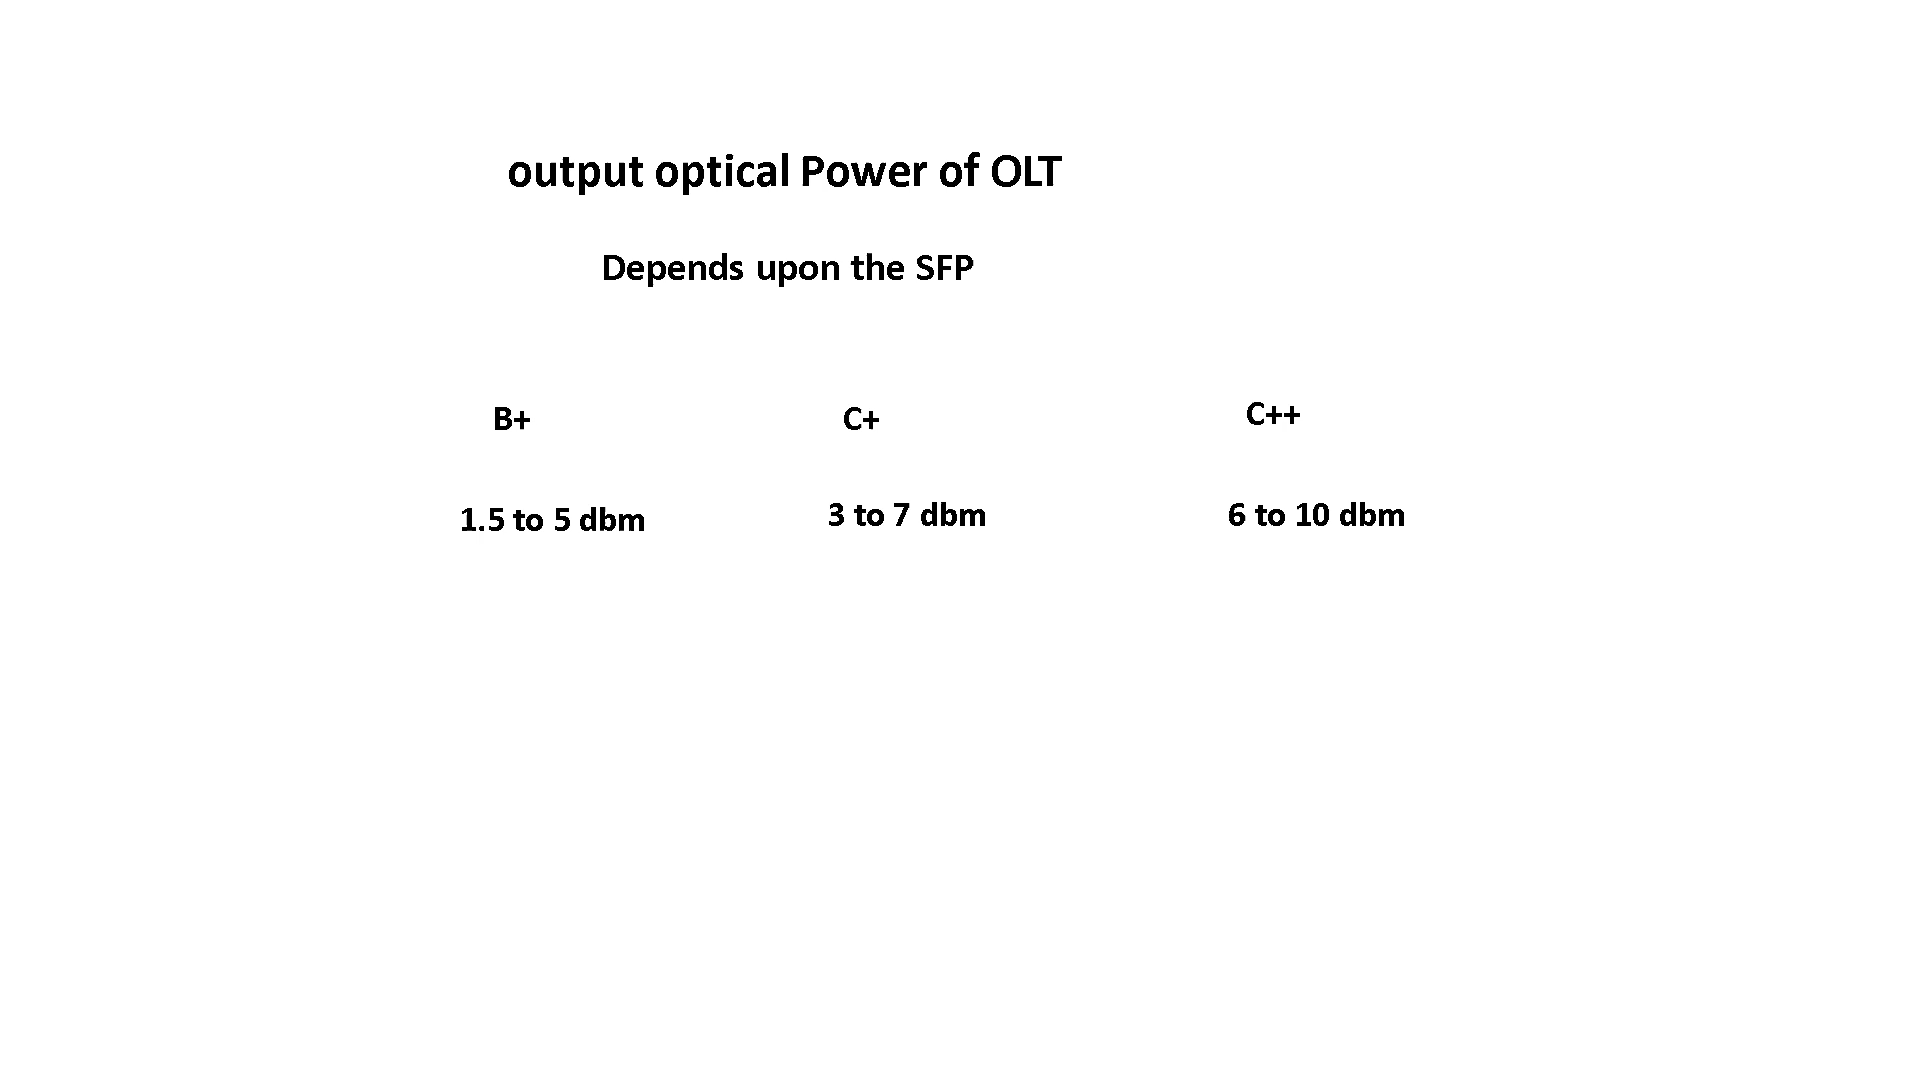 output optical Power of OLT
Depends upon the SFP
B+ C+ C++
1.5 to 5 dbm 3 to 7 dbm 6 to 10 dbm